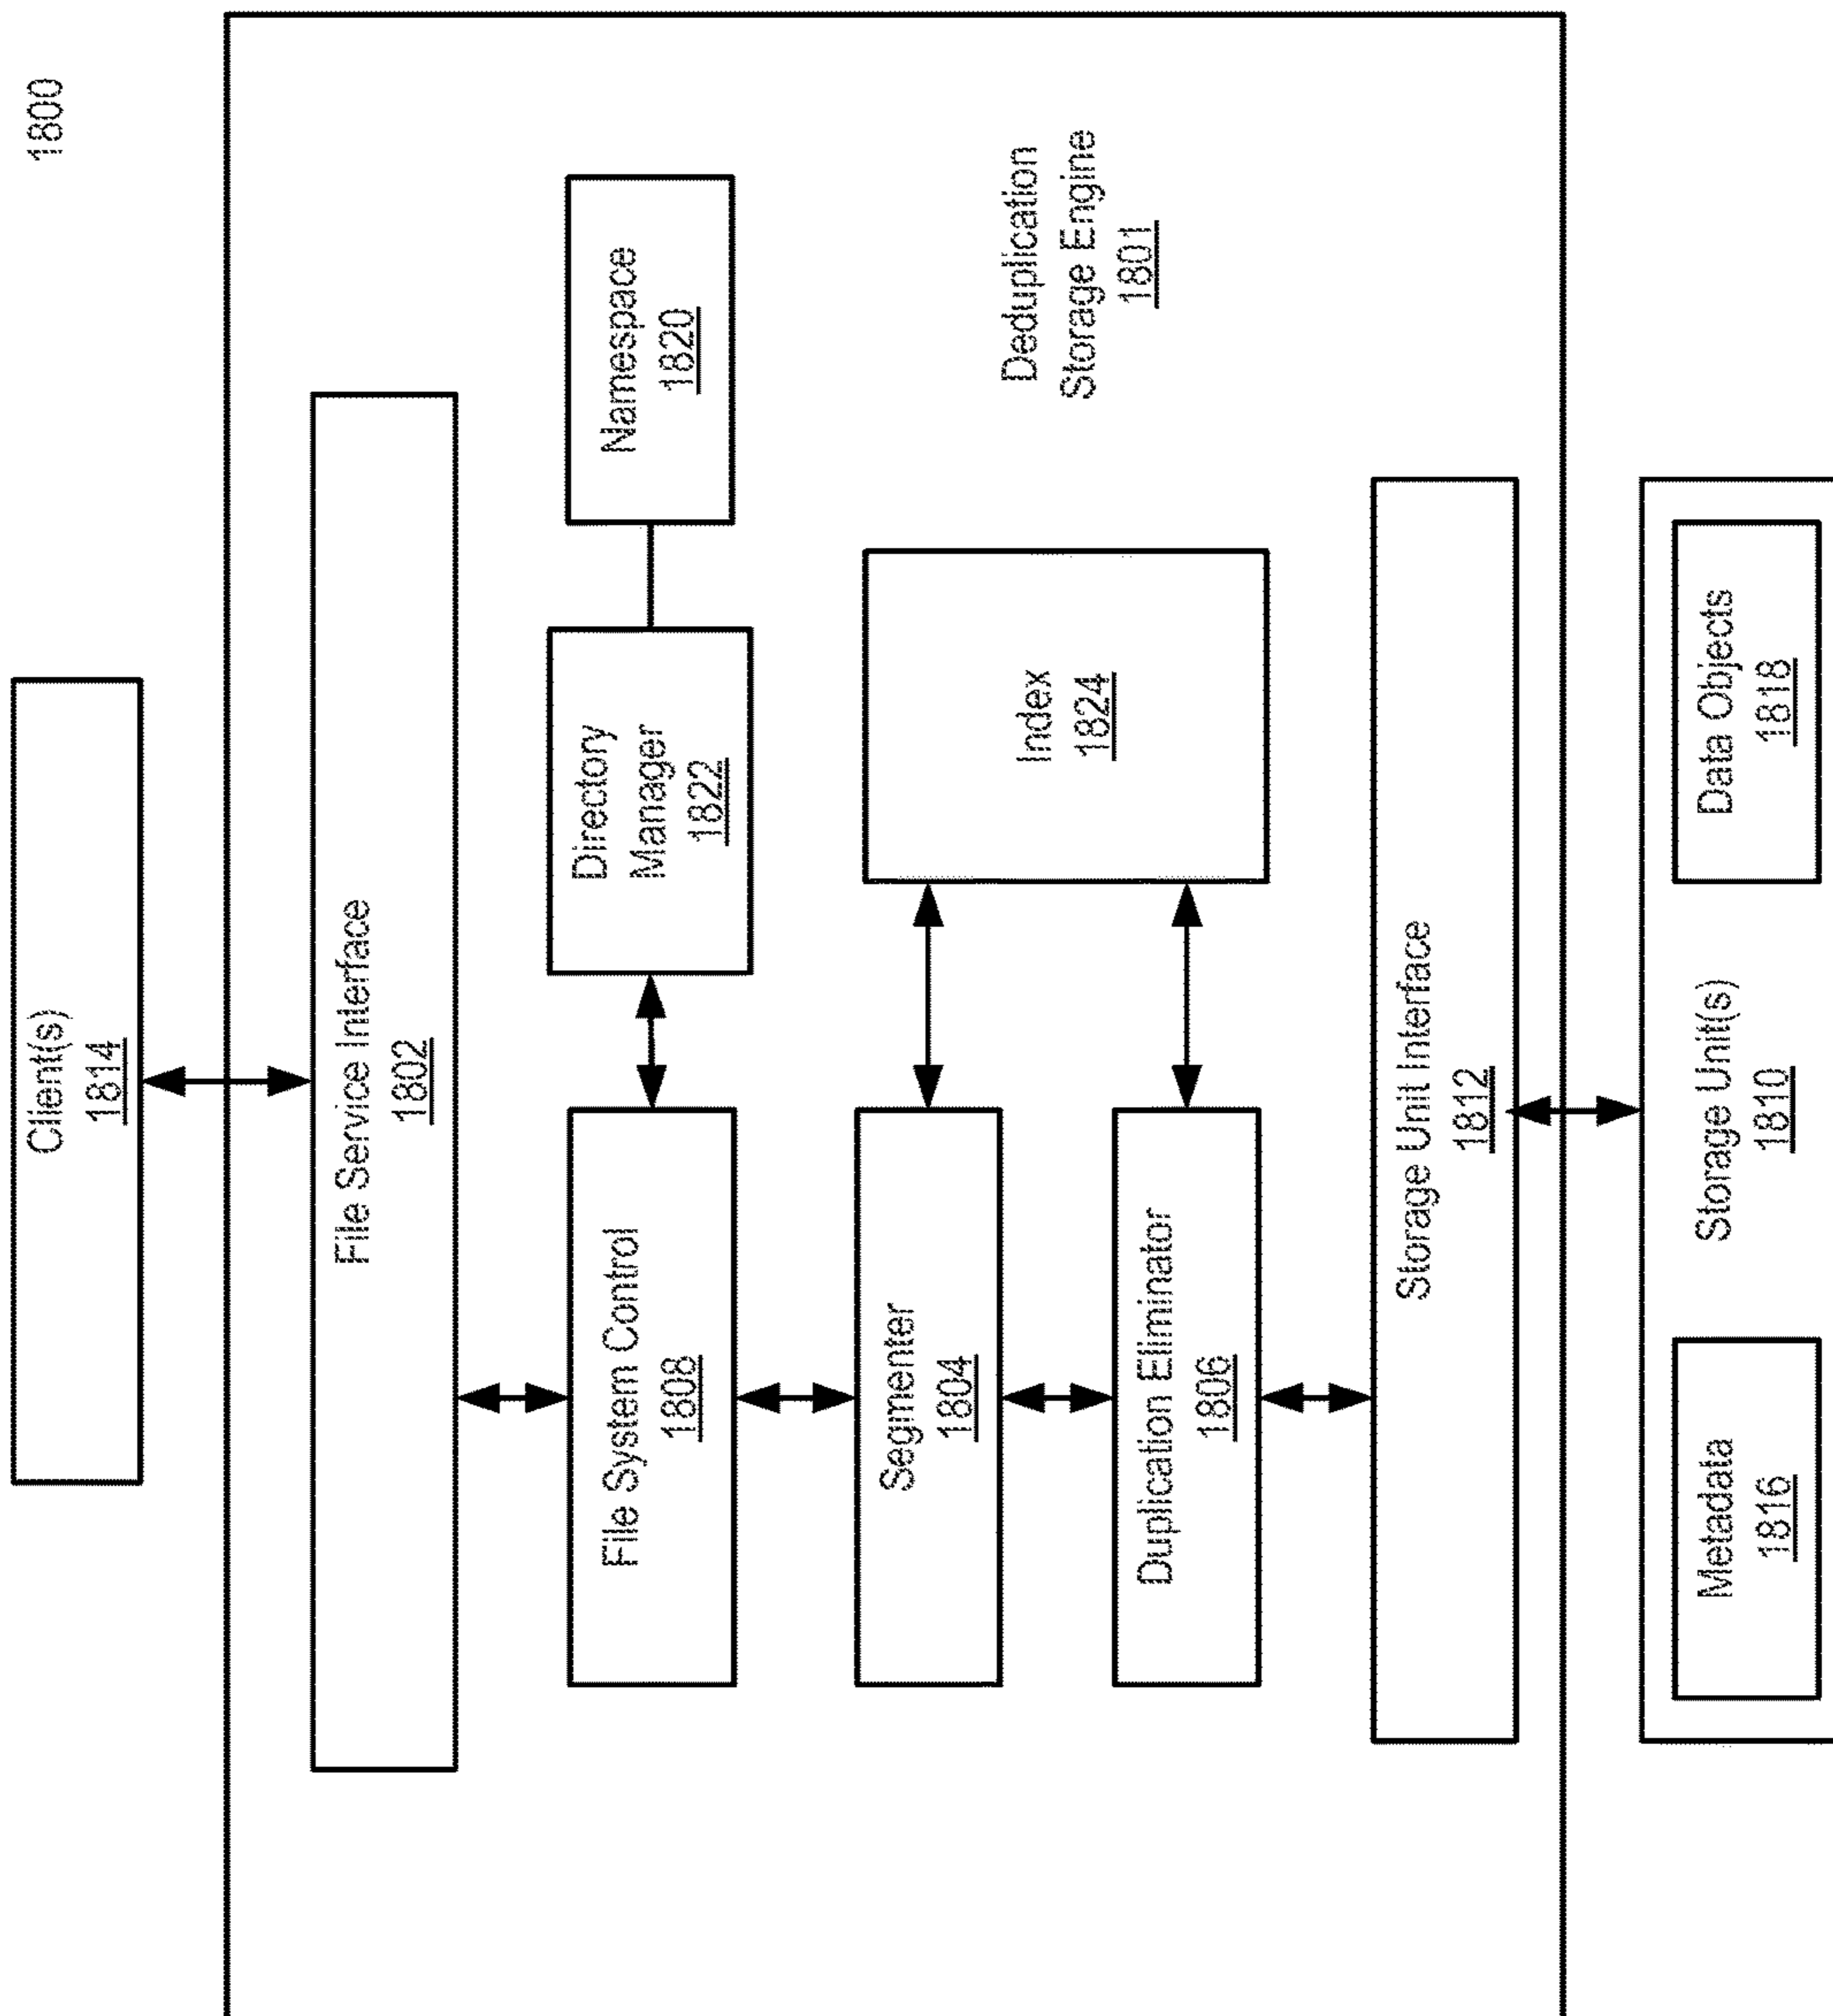 1800
Client(s)
1814
File Service Interface
1802
File System Control
1808
Directory
Manager
1822
Namespace
1820
Segmenter
1804
Index
1824
Duplication Eliminator
1806
Deduplication
Storage Engine
1801
Storage Unit Interface
1812
Metadata
1816
Storage Unit(s)
1810
Data Objects
1818